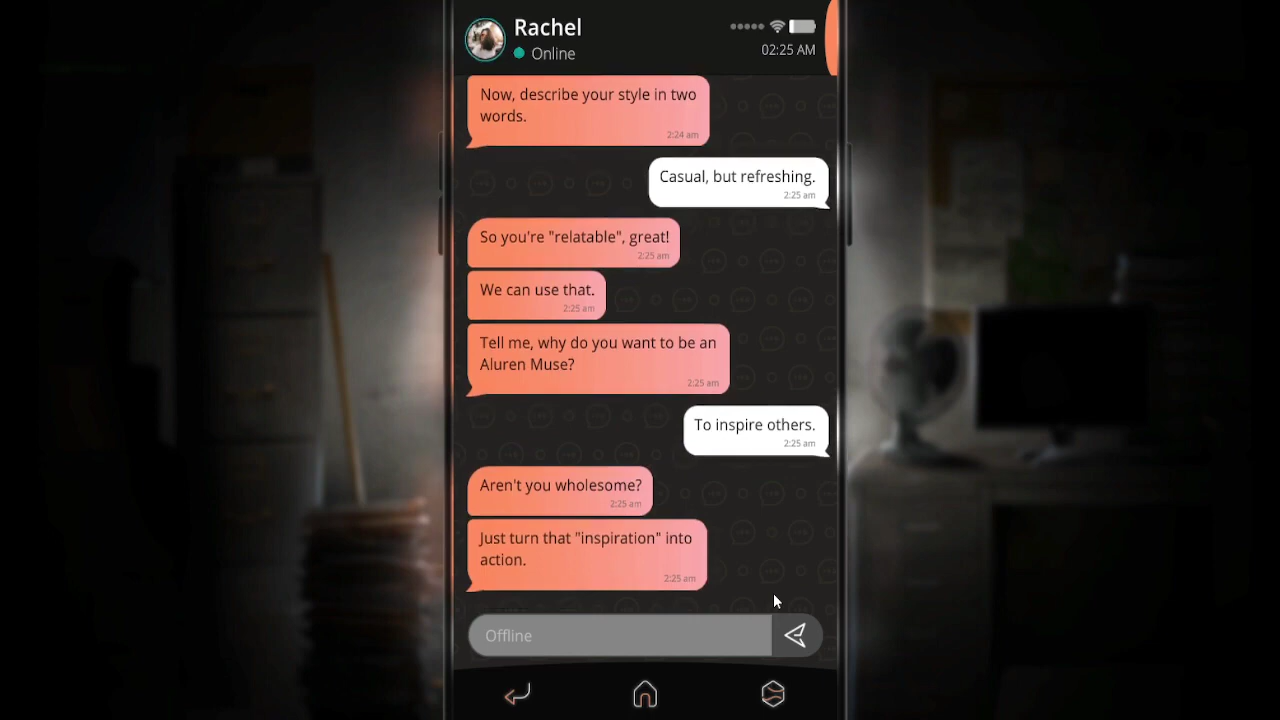 Rachel
Online
02:25 AM
Now, describe your style in two
words.
2:24 am
Casual, but refreshing.
2:25 am
So you're "relatable", great!
2:25 am
We can use that.
2:25 am
Tell me, why do you want to be an
Aluren Muse?
2:25 am
To inspire others.
2:25 am
Aren't you wholesome?
2:25 am
Just turn that "inspiration" into
action.
2:25 am
Offline